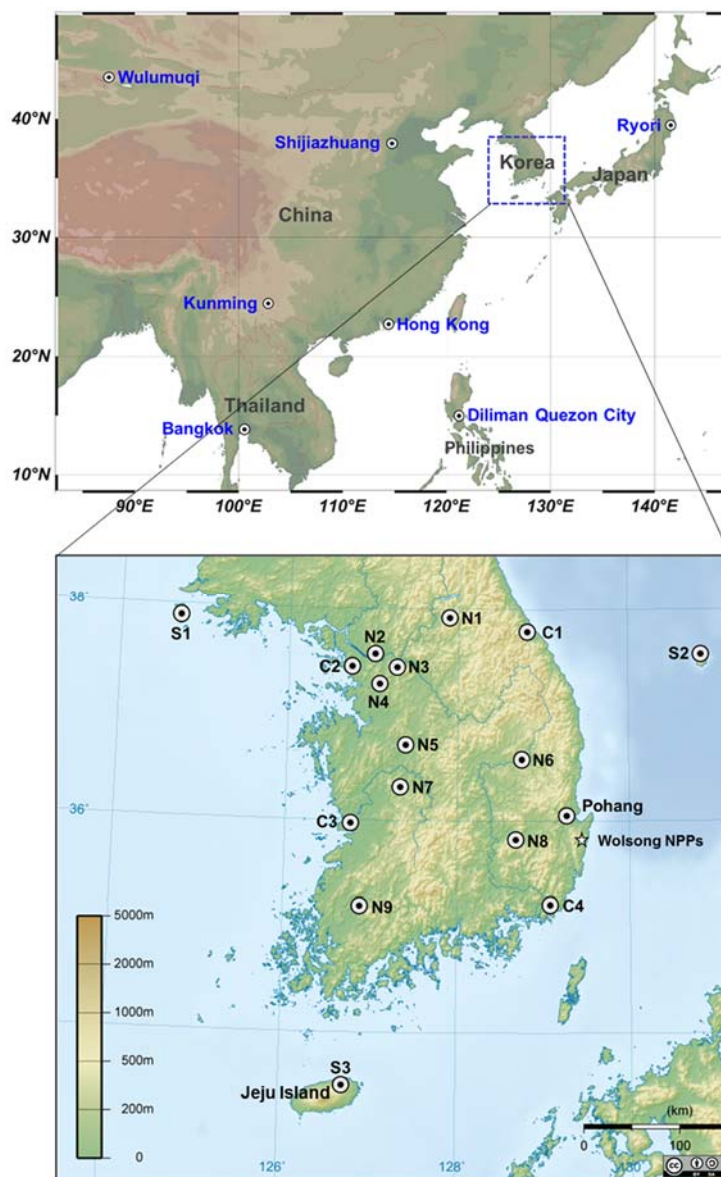 Wulumuqi
40°N
Ryori
Shijiazhuang
Korea
Japan
China
30°N
Kunming
Hong Kong
20°N
Thailand
Diliman Quezon City
Bangkok
Philippines
10°N
90°E 100°E 110°E 120°E 130°E 140°E
38°
S1
N1
C1
N2
S2
C2
N3
N4
N5
N6
N7
36°
Pohang
C3
N8
Wolsong NPPs
N9
C4
5000m
2000m
1000m
500m
200m
0
S3
Jeju Island
(km)
0 100
126° 128° 130°
cc
BY SA